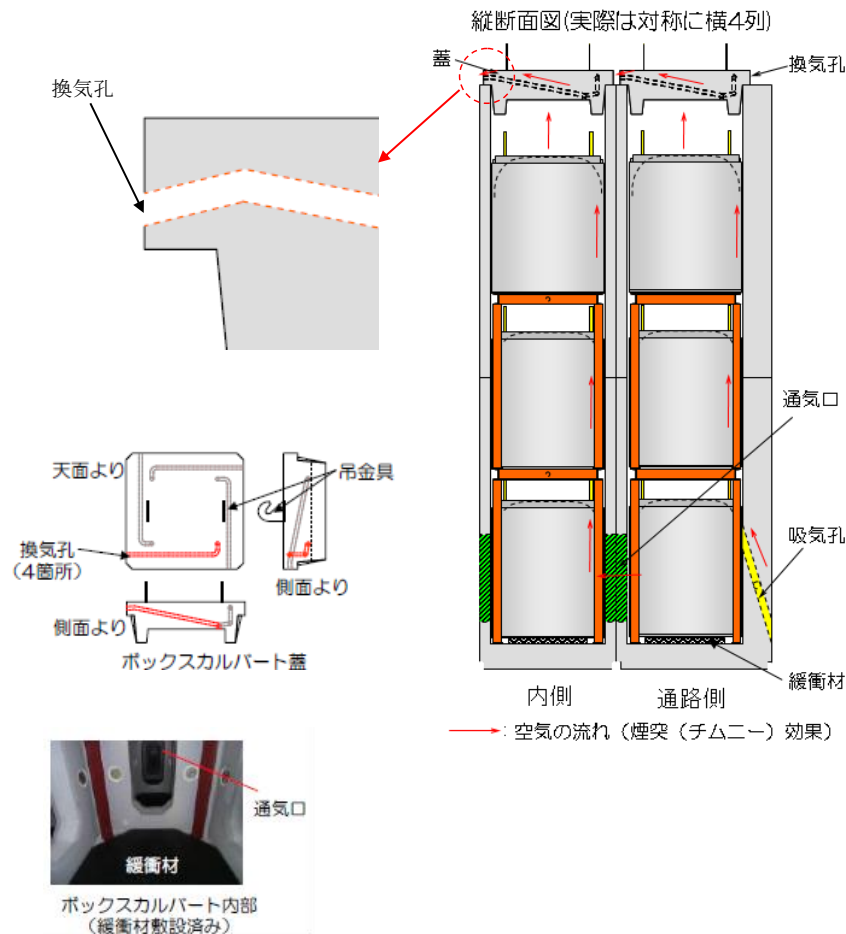 縦断面図(実際は対称に横4列)
蓋
換気孔
換気孔
通気口
吸気孔
緩衝材
内側
通路側
：空気の流れ（煙突（チムニー）効果）
天面より
吊金具
換気孔
（4箇所）
側面より
側面より
ボックスカルバート蓋
通気口
緩衝材
ボックスカルバート内部
（緩衝材敷設済み）